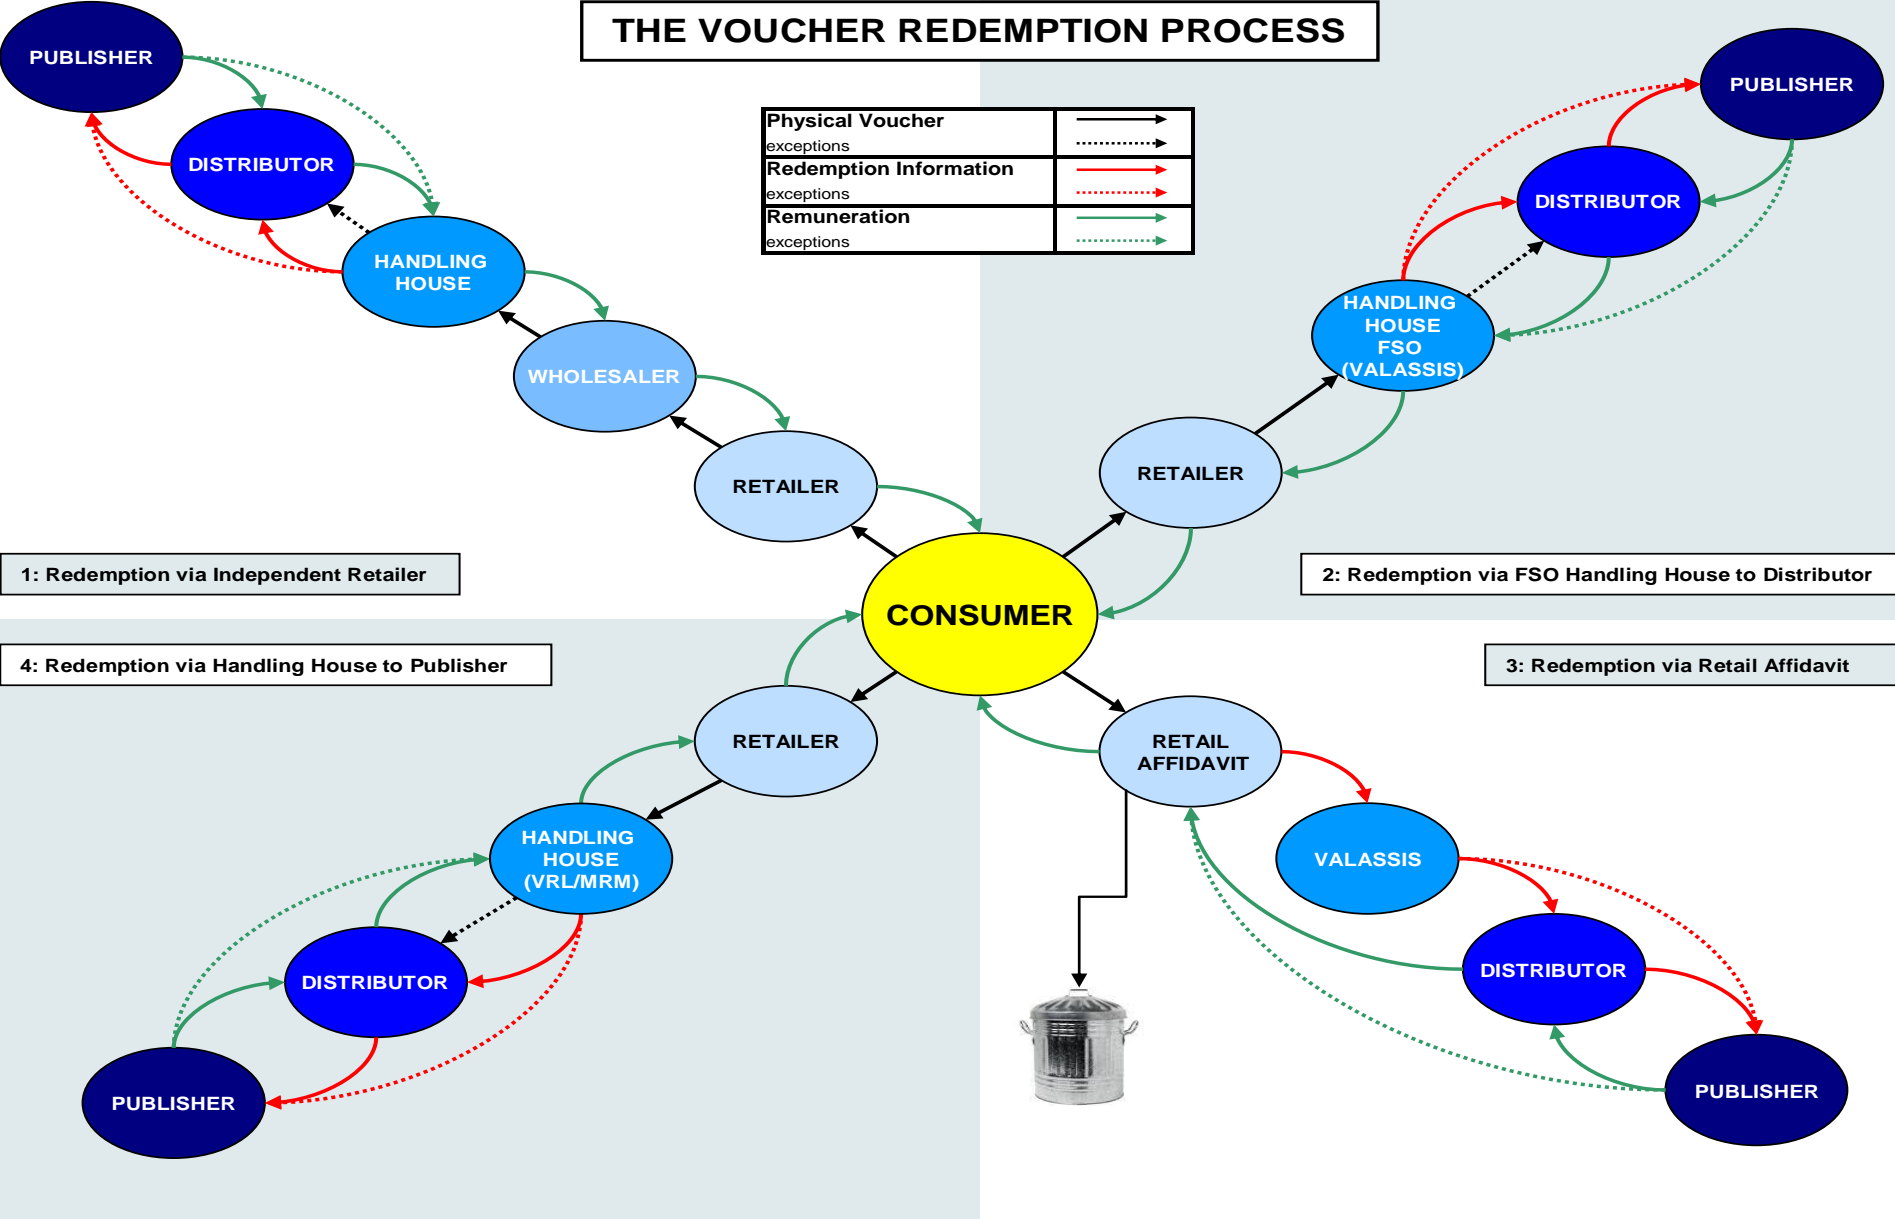 THE VOUCHER REDEMPTION PROCESS
Physical Voucher
exceptions
Redemption Information
exceptions
Remuneration
exceptions
PUBLISHER
DISTRIBUTOR
HANDLING
HOUSE
WHOLESALER
RETAILER
1: Redemption via Independent Retailer
PUBLISHER
DISTRIBUTOR
HANDLING
HOUSE
FSO
(VALASSIS)
RETAILER
2: Redemption via FSO Handling House to Distributor
CONSUMER
4: Redemption via Handling House to Publisher
RETAILER
HANDLING
HOUSE
(VRL/MRM)
DISTRIBUTOR
PUBLISHER
3: Redemption via Retail Affidavit
RETAIL
AFFIDAVIT
VALASSIS
DISTRIBUTOR
PUBLISHER